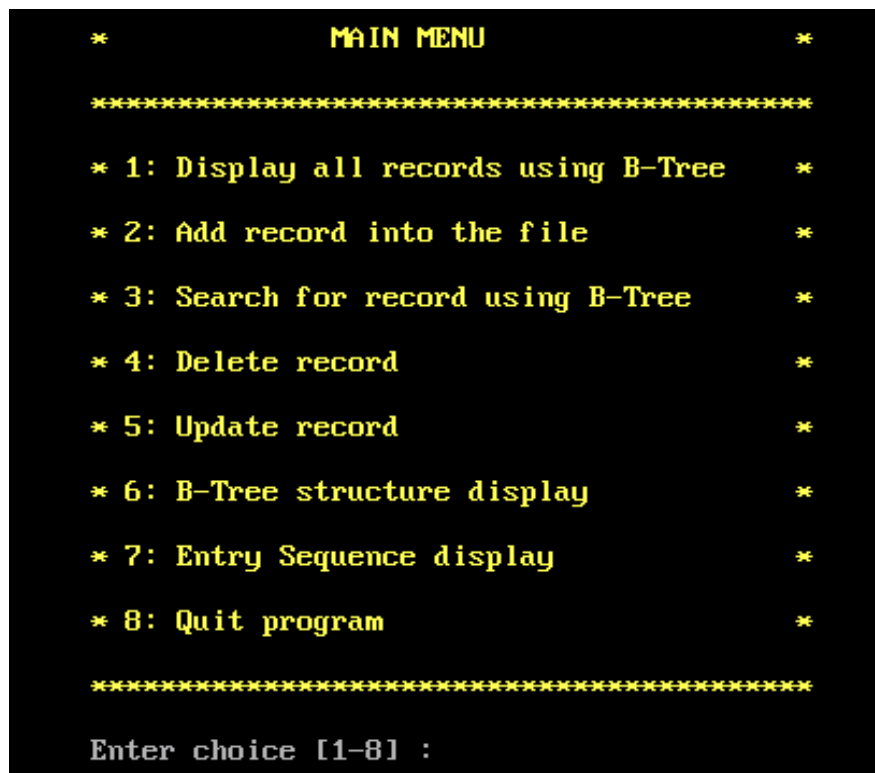 * MAIN MENU *
******************************************
* 1: Display all records using B-Tree *
* 2: Add record into the file *
* 3: Search for record using B-Tree *
* 4: Delete record *
* 5: Update record *
* 6: B-Tree structure display *
* 7: Entry Sequence display *
* 8: Quit program *
******************************************
Enter choice [1-8] :